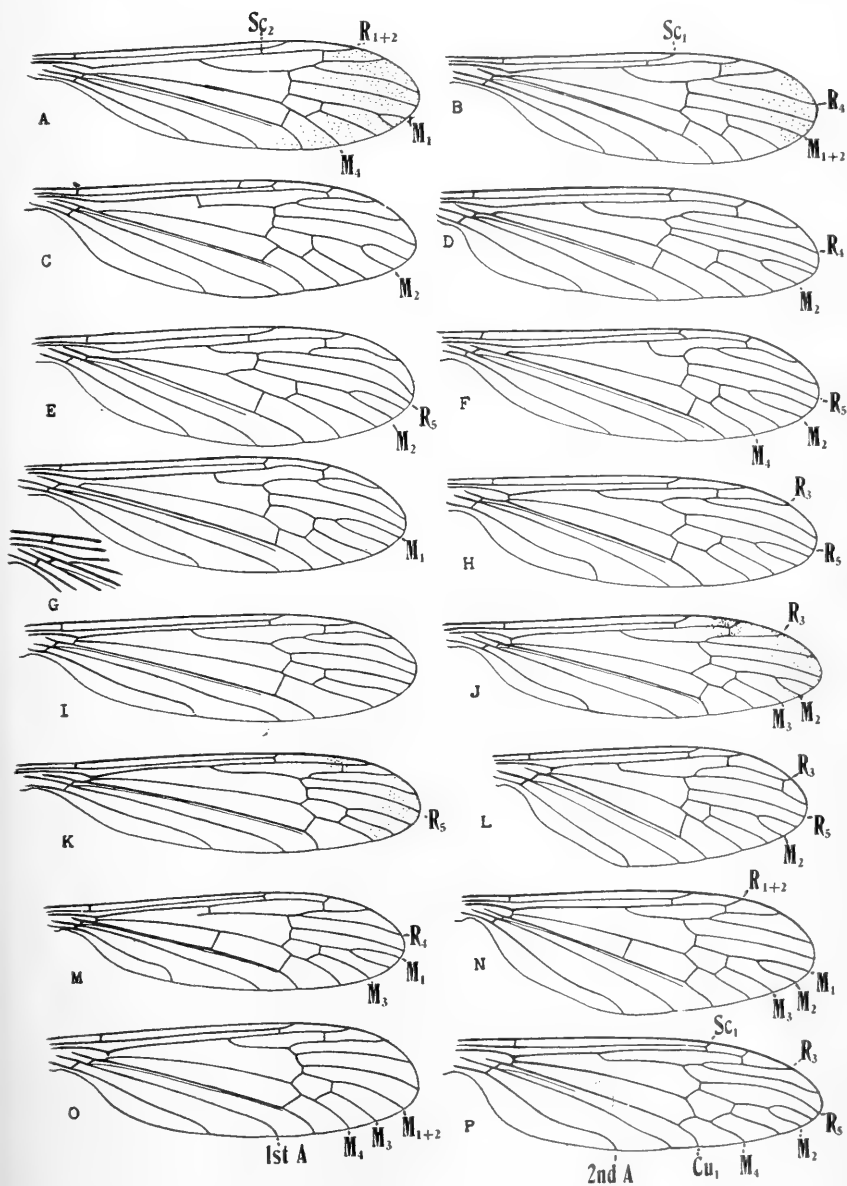 Sc₂ R₁₊₂ Sc₁
A M₁ M₄
B R₄ M₁₊₂
C M₂
D R₄ M₂
E R₅ M₂
F R₅ M₂ M₄
G M₁
H R₃ R₅
I
J R₃ M₂ M₃
K R₅
L R₃ R₅ M₂
M R₄ M₁ M₃
N R₁₊₂ M₁ M₂ M₃
O 1st A M₄ M₃ M₁₊₂
P Sc₁ R₃ R₅ M₂ M₄ Cu₁ 2nd A